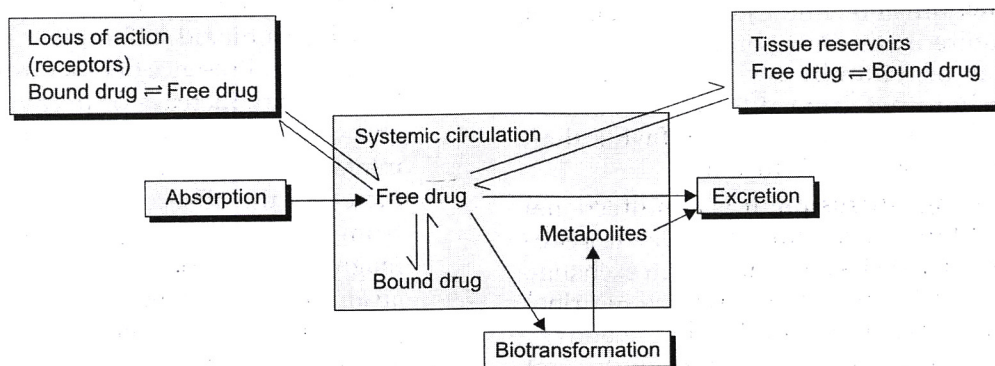 Locus of action
(receptors)
Bound drug ⇌ Free drug
Tissue reservoirs
Free drug ⇌ Bound drug
Systemic circulation
Absorption
Free drug
Excretion
Metabolites
Bound drug
Biotransformation